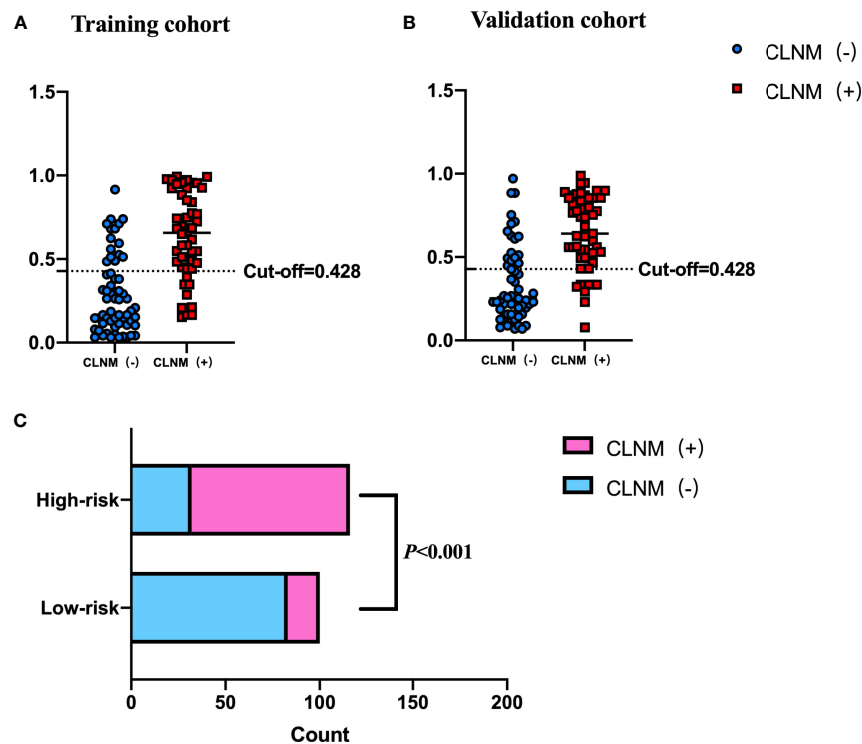 A Training cohort
B Validation cohort
CLNM (-)
CLNM (+)
1.5
1.0
0.5
0.0
Cut-off=0.428
CLNM (-) CLNM (+)
1.5
1.0
0.5
0.0
Cut-off=0.428
CLNM (-) CLNM (+)
C
High-risk
Low-risk
P<0.001
CLNM (+)
CLNM (-)
0 50 100 150 200
Count